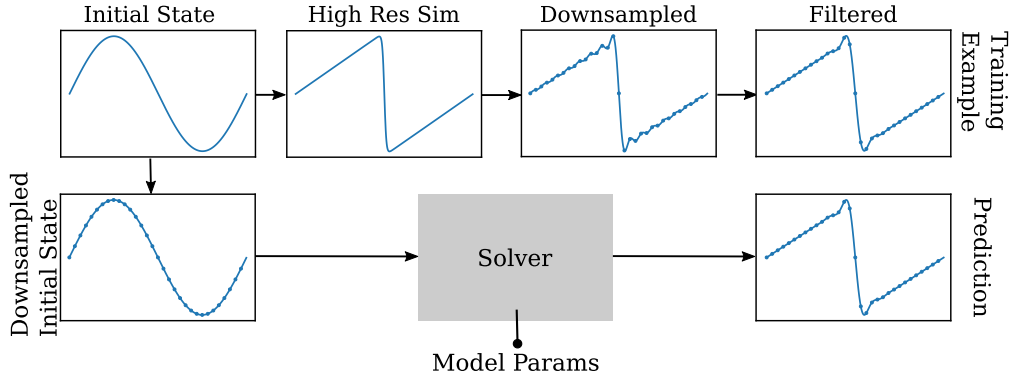 Initial State
High Res Sim
Downsampled
Filtered
Training
Example
Downsampled
Initial State
Solver
Prediction
Model Params